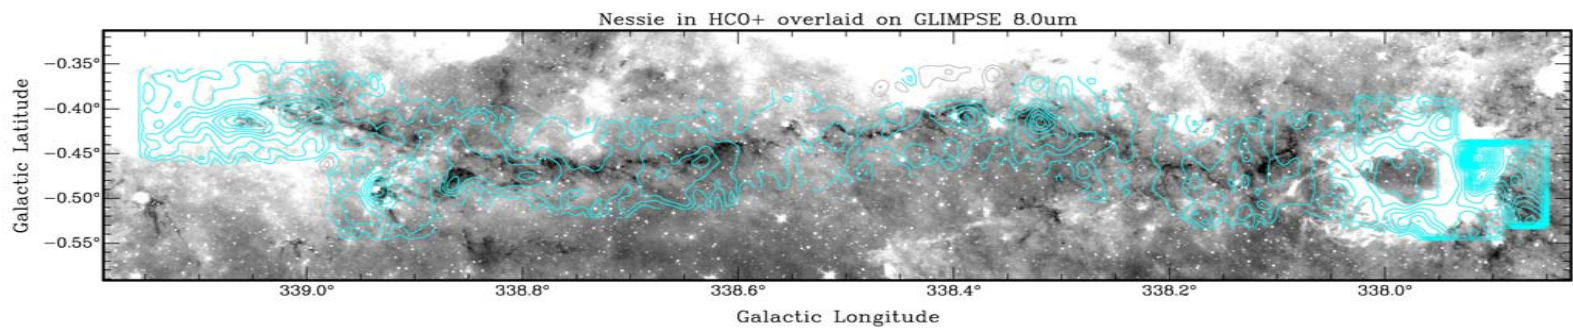 Nessie in HCO+ overlaid on GLIMPSE 8.0um
Galactic Latitude
−0.35°
−0.40°
−0.45°
−0.50°
−0.55°
339.0° 338.8° 338.6° 338.4° 338.2° 338.0°
Galactic Longitude